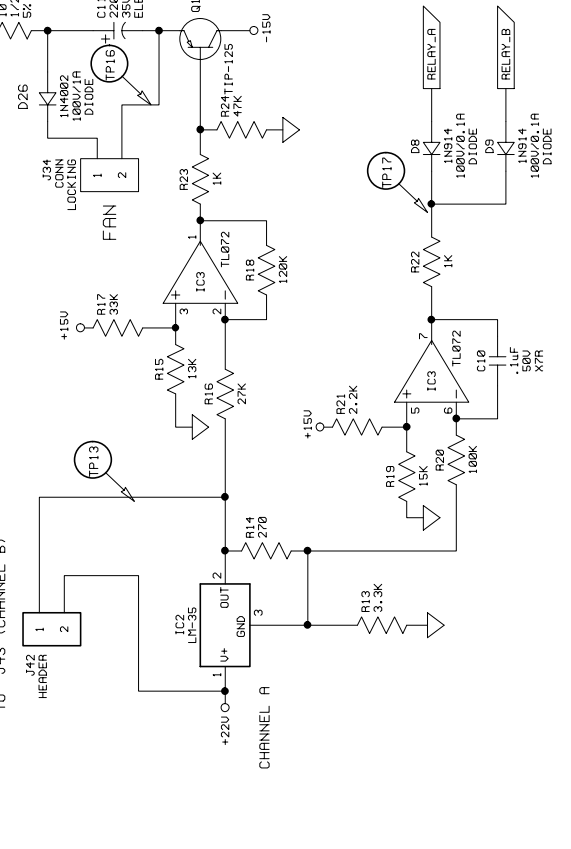 TO J43 (CHANNEL B)
J42
HEADER
1
2
+22V
CHANNEL A
1
V+
IC2
LM-35
OUT
2
GND
3
R14
270
R13
3.3K
TP13
+15V
R17
33K
R15
13K
R16
27K
3
+
2
−
IC3
TL072
1
R18
120K
R23
1K
R24
47K
TIP-125
Q1
-15V
J34
CONN
LOCKING
1
2
FAN
D26
1N4002
100V/1A
DIODE
TP16
+
35V
5%
+15V
R21
2.2K
R19
15K
R20
100K
5
+
6
−
IC3
TL072
7
C10
.1uF
50V
X7R
R22
1K
TP17
D8
1N914
100V/0.1A
DIODE
D9
1N914
100V/0.1A
DIODE
RELAY_A
RELAY_B